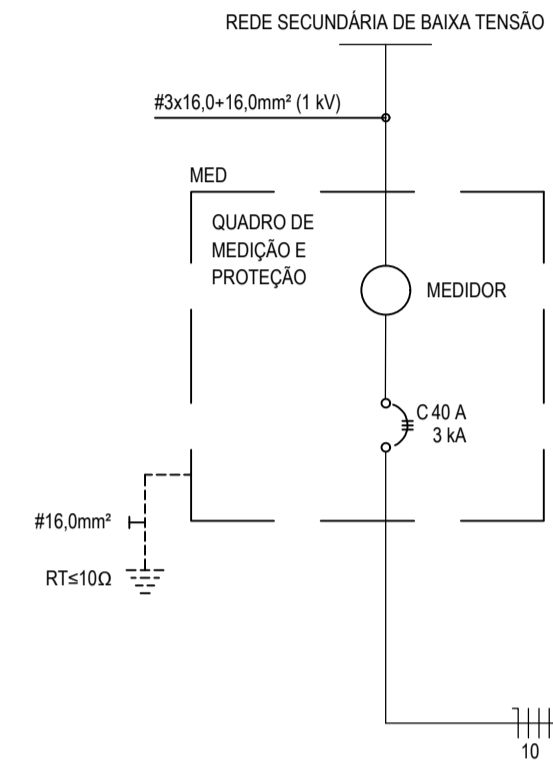 REDE SECUNDÁRIA DE BAIXA TENSÃO
#3x16,0+16,0mm² (1 kV)
MED
QUADRO DE
MEDIÇÃO E
PROTEÇÃO
MEDIDOR
C 40 A
3 kA
#16,0mm²
RT≤10Ω
10